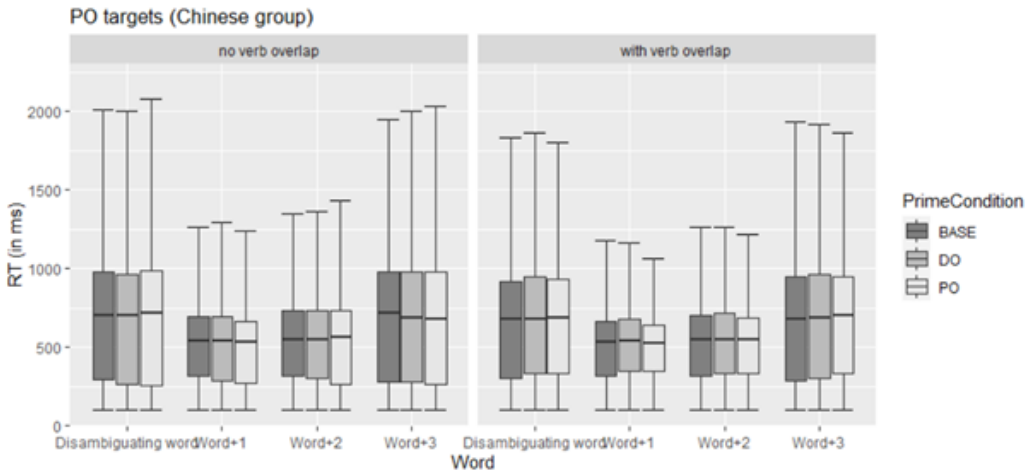 PO targets (Chinese group)
no verb overlap
with verb overlap
RT (in ms)
2000
1500
1000
500
0
Disambiguating word Word+1 Word+2 Word+3
Disambiguating word Word+1 Word+2 Word+3
Word
PrimeCondition
BASE
DO
PO